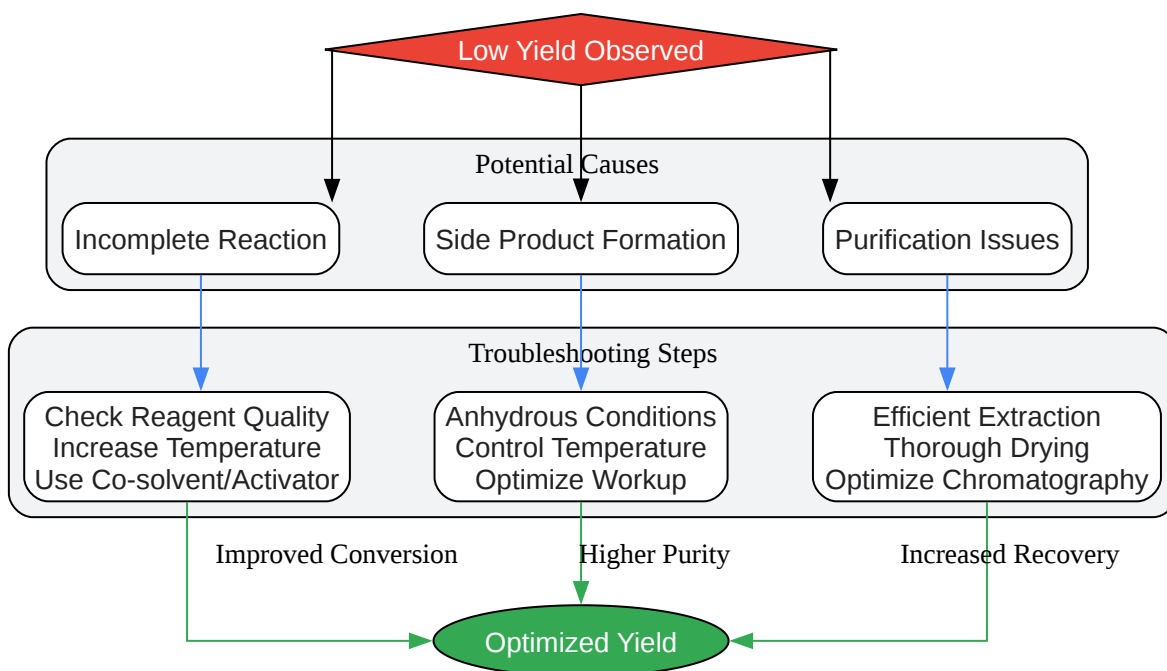 Low Yield Observed
Potential Causes
Incomplete Reaction
Side Product Formation
Purification Issues
Troubleshooting Steps
Check Reagent Quality
Increase Temperature
Use Co-solvent/Activator
Anhydrous Conditions
Control Temperature
Optimize Workup
Efficient Extraction
Thorough Drying
Optimize Chromatography
Improved Conversion
Higher Purity
Increased Recovery
Optimized Yield